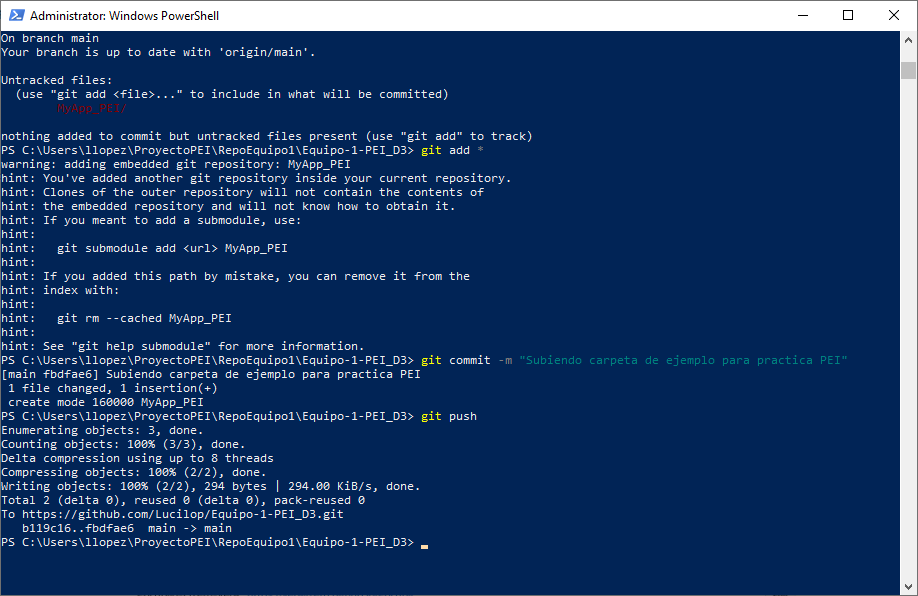 Administrator: Windows PowerShell
On branch main
Your branch is up to date with 'origin/main'.
Untracked files:
  (use "git add <file>..." to include in what will be committed)
        MyApp_PEI/
nothing added to commit but untracked files present (use "git add" to track)
PS C:\Users\llopez\ProyectoPEI\RepoEquipo1\Equipo-1-PEI_D3> git add *
warning: adding embedded git repository: MyApp_PEI
hint: You've added another git repository inside your current repository.
hint: Clones of the outer repository will not contain the contents of
hint: the embedded repository and will not know how to obtain it.
hint: If you meant to add a submodule, use:
hint:
hint:   git submodule add <url> MyApp_PEI
hint:
hint: If you added this path by mistake, you can remove it from the
hint: index with:
hint:
hint:   git rm --cached MyApp_PEI
hint:
hint: See "git help submodule" for more information.
PS C:\Users\llopez\ProyectoPEI\RepoEquipo1\Equipo-1-PEI_D3> git commit -m "Subiendo carpeta de ejemplo para practica PEI"
[main fbdfae6] Subiendo carpeta de ejemplo para practica PEI
 1 file changed, 1 insertion(+)
 create mode 160000 MyApp_PEI
PS C:\Users\llopez\ProyectoPEI\RepoEquipo1\Equipo-1-PEI_D3> git push
Enumerating objects: 3, done.
Counting objects: 100% (3/3), done.
Delta compression using up to 8 threads
Compressing objects: 100% (2/2), done.
Writing objects: 100% (2/2), 294 bytes | 294.00 KiB/s, done.
Total 2 (delta 0), reused 0 (delta 0), pack-reused 0
To https://github.com/Lucilop/Equipo-1-PEI_D3.git
   b119c16..fbdfae6  main -> main
PS C:\Users\llopez\ProyectoPEI\RepoEquipo1\Equipo-1-PEI_D3>